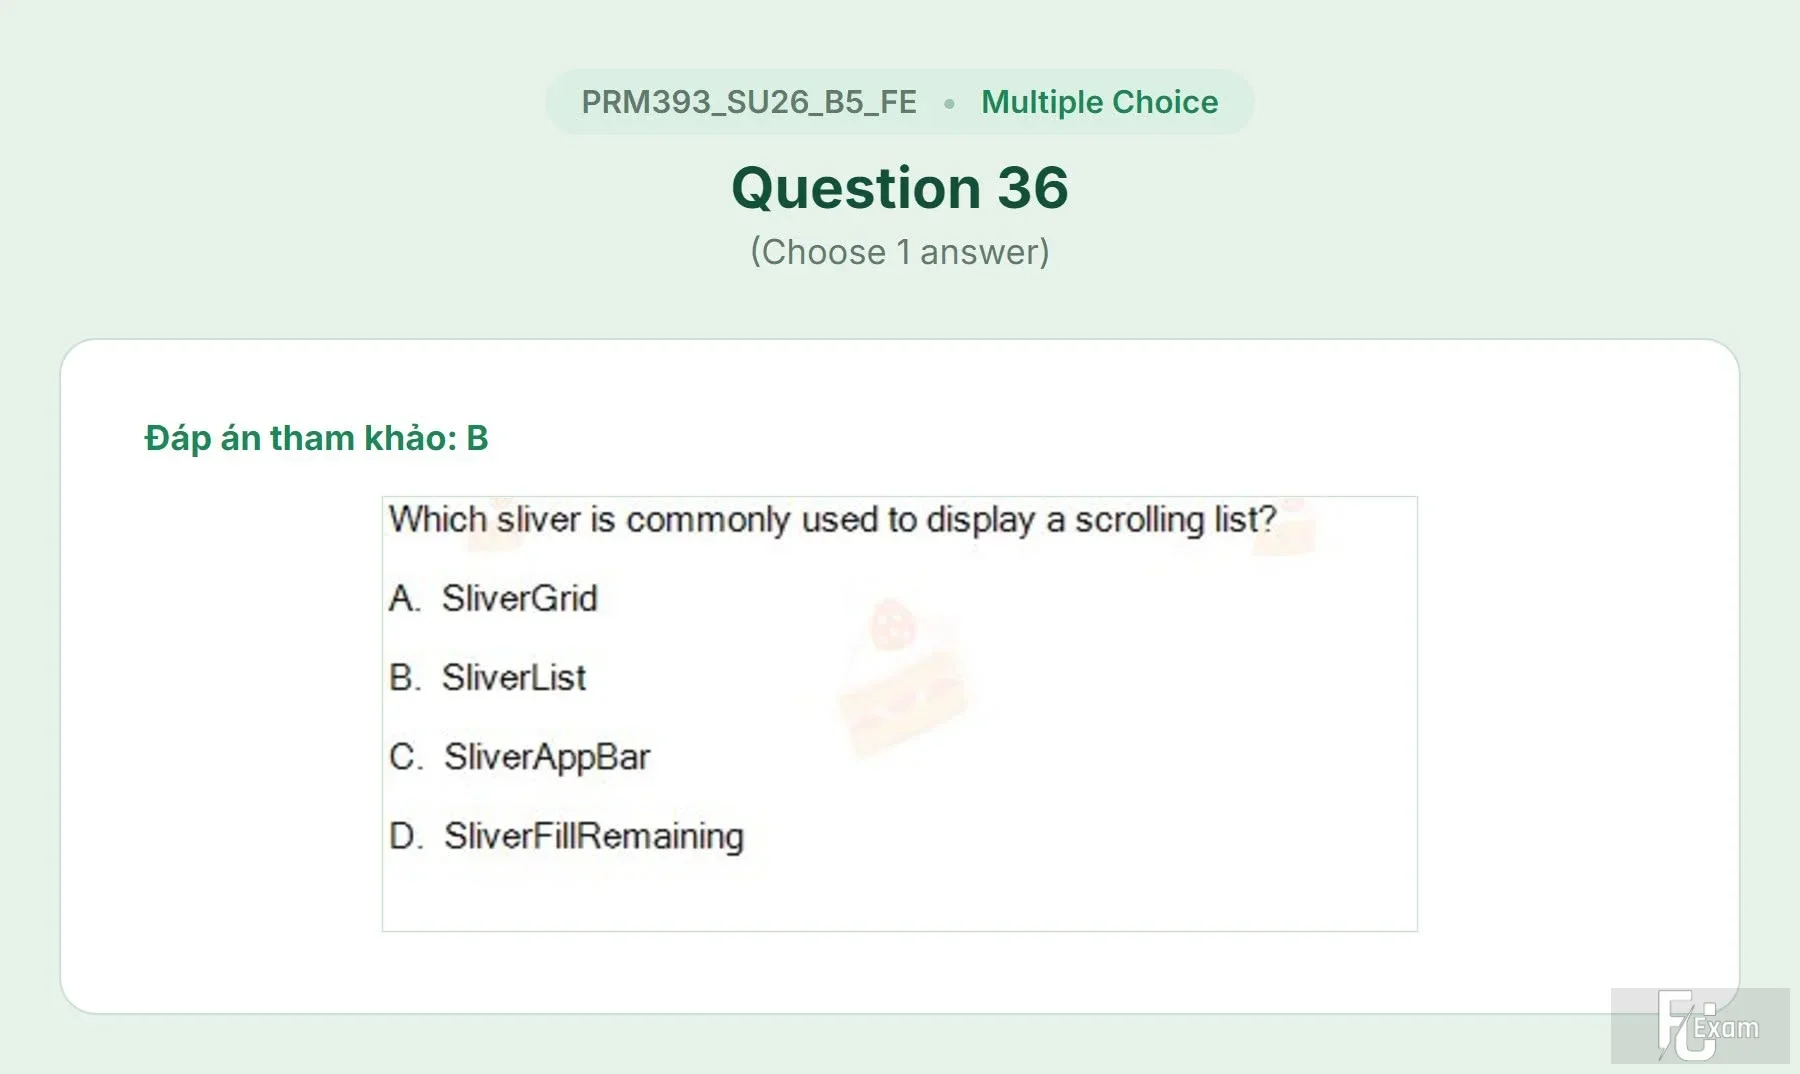 PRM393_SU26_B5_FE • Multiple Choice
Question 36
(Choose 1 answer)
Đáp án tham khảo: B
Which sliver is commonly used to display a scrolling list?
A. SliverGrid
B. SliverList
C. SliverAppBar
D. SliverFillRemaining
FU Exam